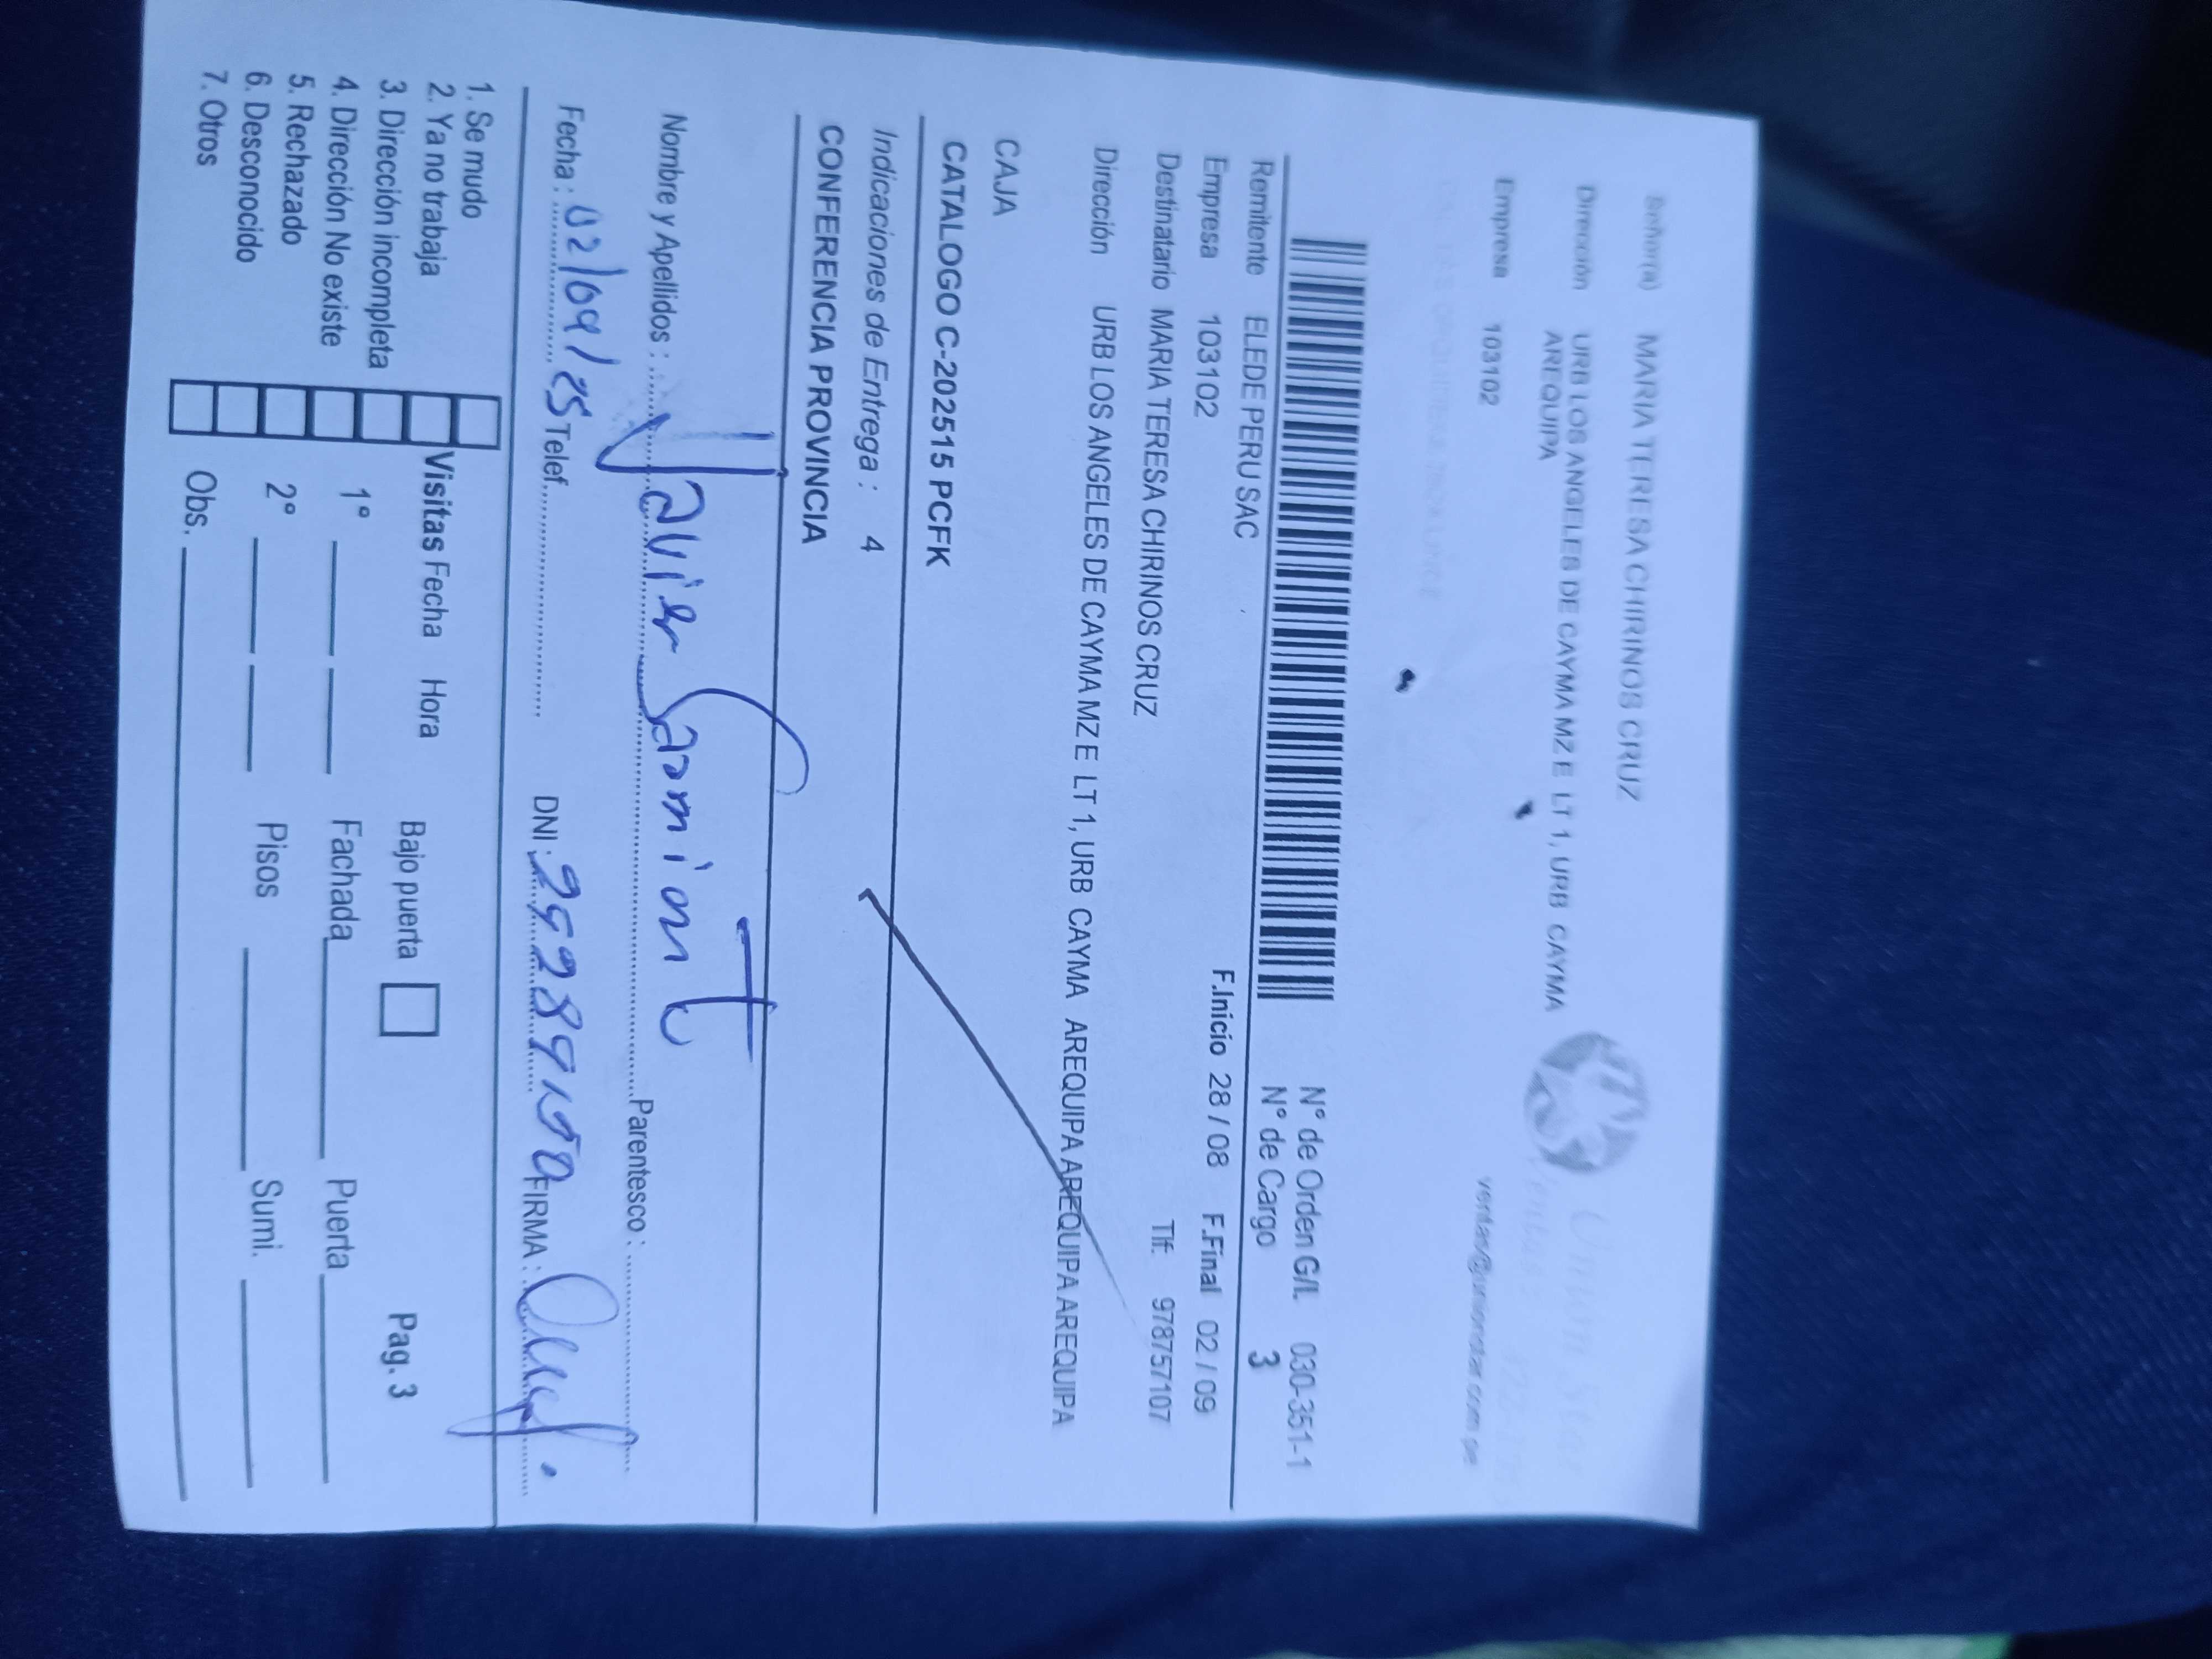 Señor(a) MARIA TERESA CHIRINOS CRUZ
Dirección URB LOS ANGELES DE CAYMA MZ E LT 1, URB CAYMA
AREQUIPA
Empresa 103102
ventas@unionstar.com.pe
N° de Orden G/L 030-351-1
N° de Cargo 3
Remitente ELEDE PERU SAC
Empresa 103102 F.Inicio 28 / 08 F.Final 02 / 09
Destinatario MARIA TERESA CHIRINOS CRUZ Tlf: 978757107
Dirección URB LOS ANGELES DE CAYMA MZ E LT 1, URB CAYMA AREQUIPA AREQUIPA AREQUIPA
CAJA
CATALOGO C-202515 PCFK
Indicaciones de Entrega : 4
CONFERENCIA PROVINCIA
Nombre y Apellidos : Javier Parentesco :
Fecha : 02/09/25 Telef. DNI : FIRMA :
1. Se mudo
2. Ya no trabaja
3. Dirección incompleta
4. Dirección No existe
5. Rechazado
6. Desconocido
7. Otros
Visitas Fecha Hora Bajo puerta Pag. 3
1° Fachada Puerta
2° Pisos Sumi.
Obs.